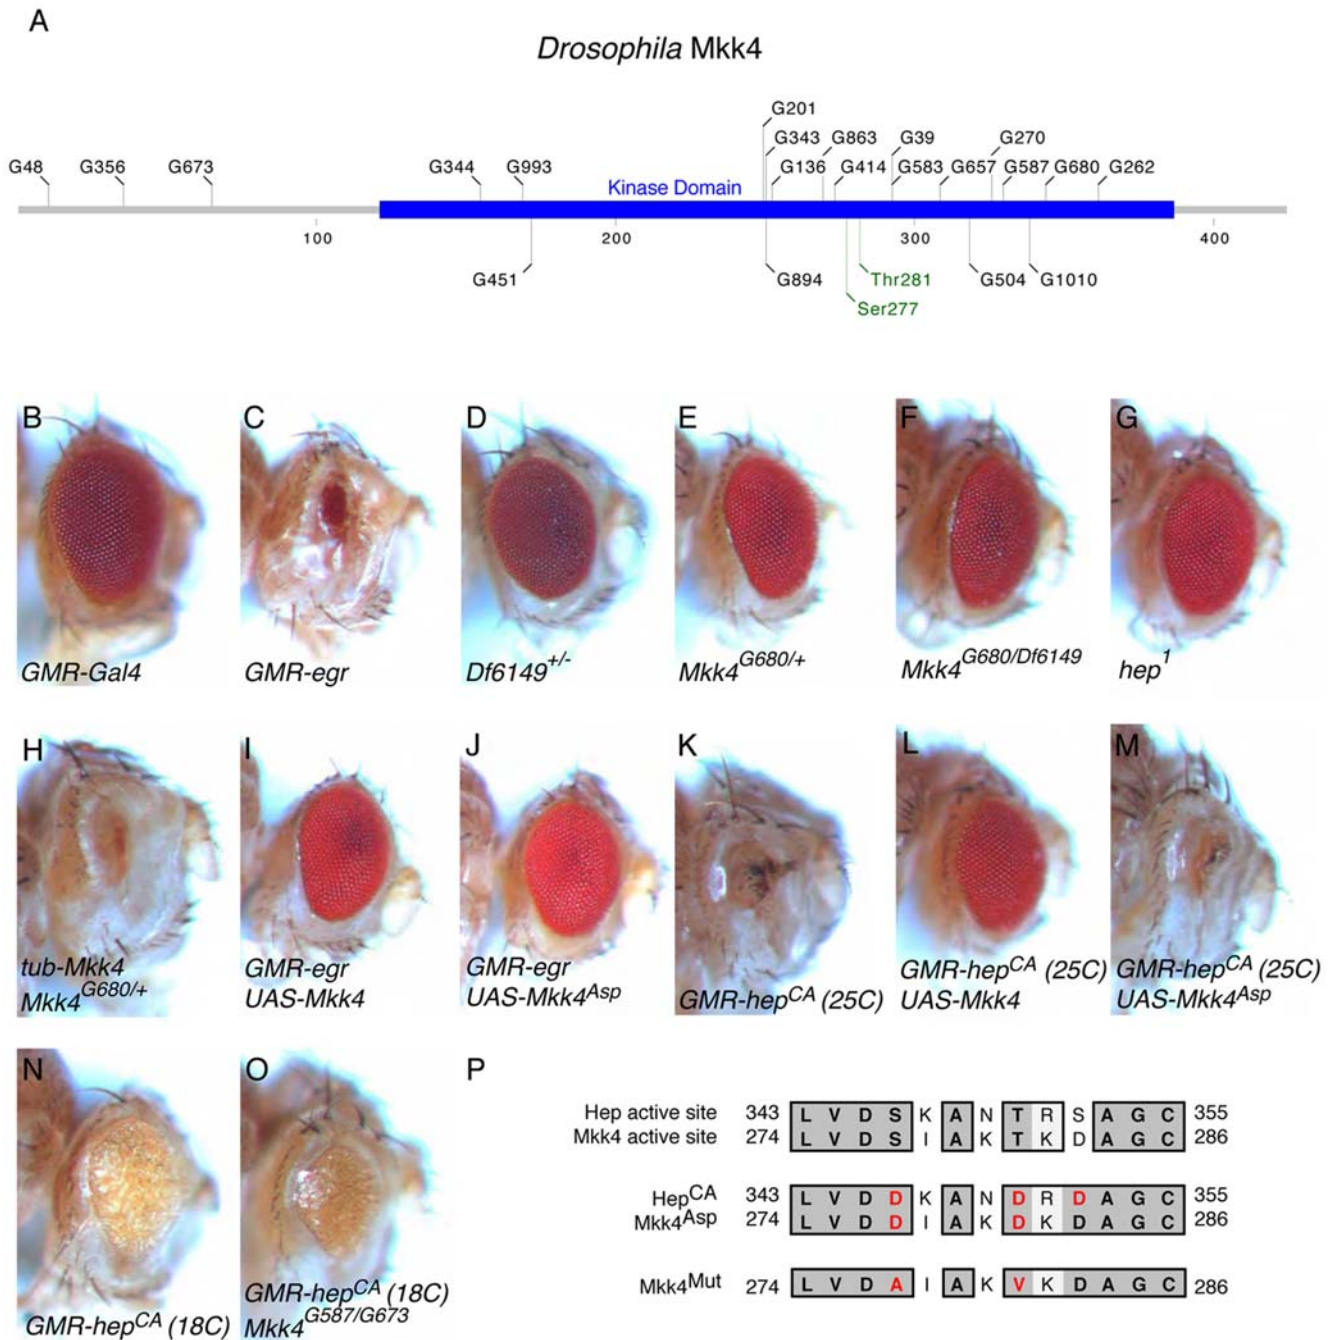 A
Drosophila Mkk4
G201
G343 G863 G39 G270
G48 G356 G673 G344 G993 G136 G414 G583 G657 G587 G680 G262
Kinase Domain
100 200 300 400
G451 G894 Thr281 G504 G1010
Ser277
B C D E F G
GMR-Gal4 GMR-egr Df6149+/- Mkk4G680/+ Mkk4G680/Df6149 hep1
H I J K L M
tub-Mkk4 GMR-egr GMR-egr GMR-hepCA (25C) GMR-hepCA (25C) GMR-hepCA (25C)
Mkk4G680/+ UAS-Mkk4 UAS-Mkk4Asp UAS-Mkk4 UAS-Mkk4Asp
N O P
Hep active site 343 L V D S K A N T R S A G C 355
Mkk4 active site 274 L V D S I A K T K D A G C 286
HepCA 343 L V D D K A N D R D A G C 355
Mkk4Asp 274 L V D D I A K D K D A G C 286
Mkk4Mut 274 L V D A I A K V K D A G C 286
GMR-hepCA (18C)
GMR-hepCA (18C)
Mkk4G587/G673